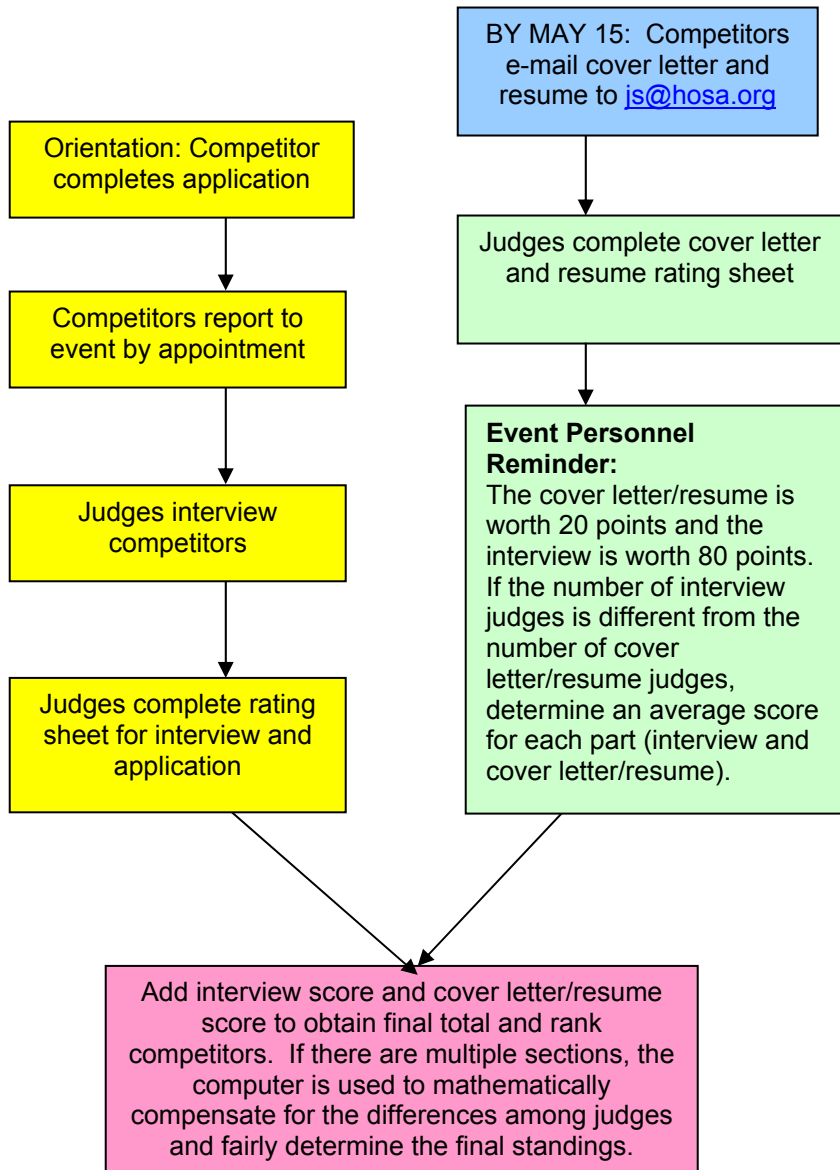 BY MAY 15:  Competitors
e-mail cover letter and
resume to js@hosa.org
Orientation: Competitor
completes application
Judges complete cover letter
and resume rating sheet
Competitors report to
event by appointment
Event Personnel
Reminder:
The cover letter/resume is
worth 20 points and the
interview is worth 80 points.
If the number of interview
judges is different from the
number of cover
letter/resume judges,
determine an average score
for each part (interview and
cover letter/resume).
Judges interview
competitors
Judges complete rating
sheet for interview and
application
Add interview score and cover letter/resume
score to obtain final total and rank
competitors.  If there are multiple sections, the
computer is used to mathematically
compensate for the differences among judges
and fairly determine the final standings.